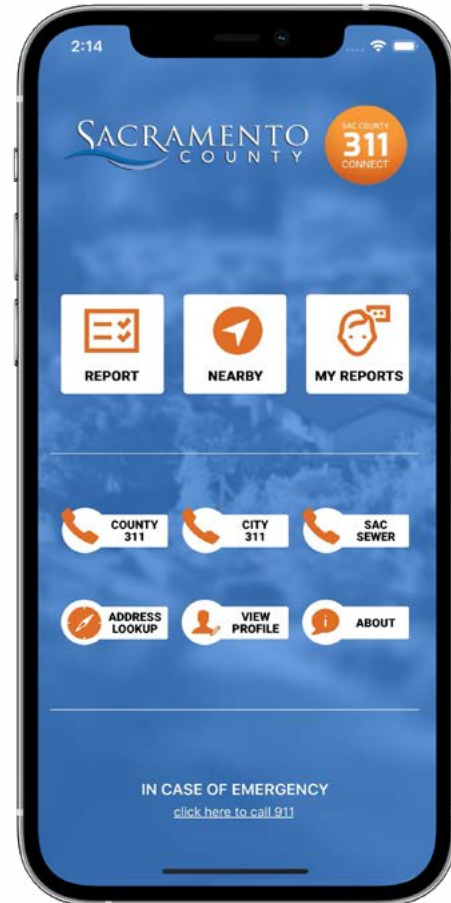 2:14
SACRAMENTO
COUNTY
SAC COUNTY
311
CONNECT
REPORT
NEARBY
MY REPORTS
COUNTY
311
CITY
311
SAC
SEWER
ADDRESS
LOOKUP
VIEW
PROFILE
i
ABOUT
IN CASE OF EMERGENCY
click here to call 911